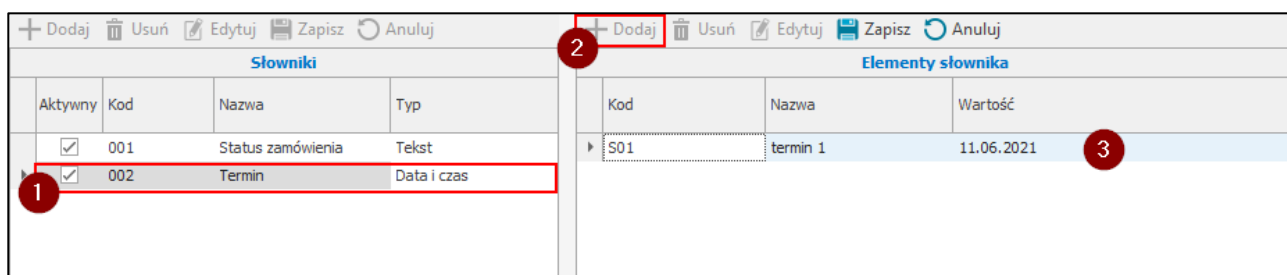 Dodaj Usuń Edytuj Zapisz Anuluj
Słowniki
Aktywny Kod Nazwa Typ
001 Status zamówienia Tekst
002 Termin Data i czas
1
Dodaj Usuń Edytuj Zapisz Anuluj
2
Elementy słownika
Kod Nazwa Wartość
S01 termin 1 11.06.2021 3